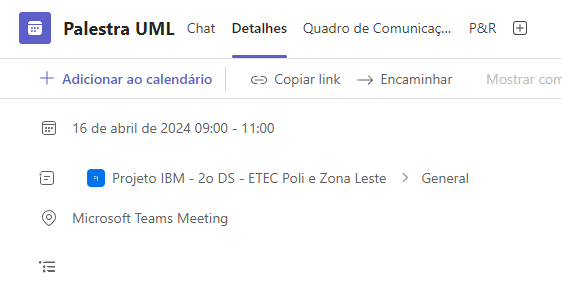 Palestra UML Chat Detalhes Quadro de Comunicaç... P&R
Adicionar ao calendário Copiar link Encaminhar Mostrar com
16 de abril de 2024 09:00 - 11:00
Projeto IBM - 2o DS - ETEC Poli e Zona Leste > General
Microsoft Teams Meeting